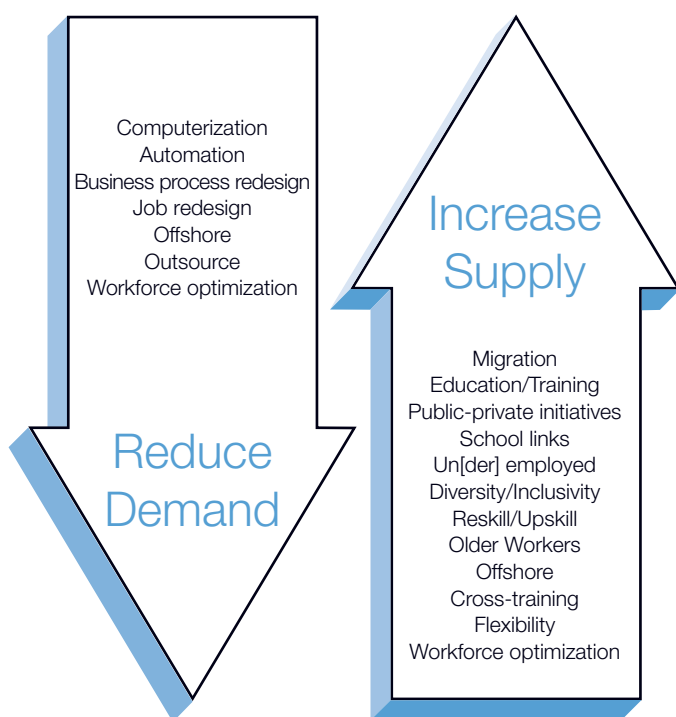 Computerization
Automation
Business process redesign
Job redesign
Offshore
Outsource
Workforce optimization
Reduce
Demand
Increase
Supply
Migration
Education/Training
Public-private initiatives
School links
Un[der] employed
Diversity/Inclusivity
Reskill/Upskill
Older Workers
Offshore
Cross-training
Flexibility
Workforce optimization